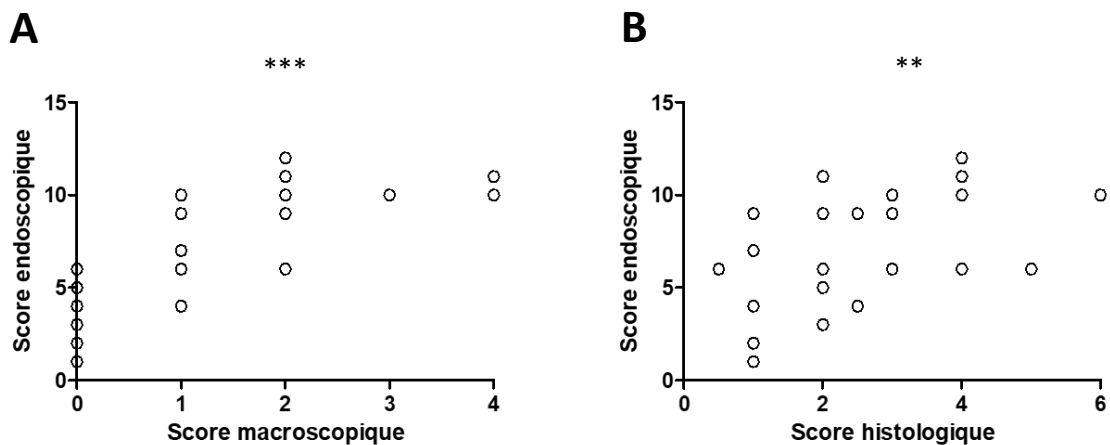 A
***
15
10
5
0
Score endoscopique
0 1 2 3 4
Score macroscopique
B
**
15
10
5
0
Score endoscopique
0 2 4 6
Score histologique